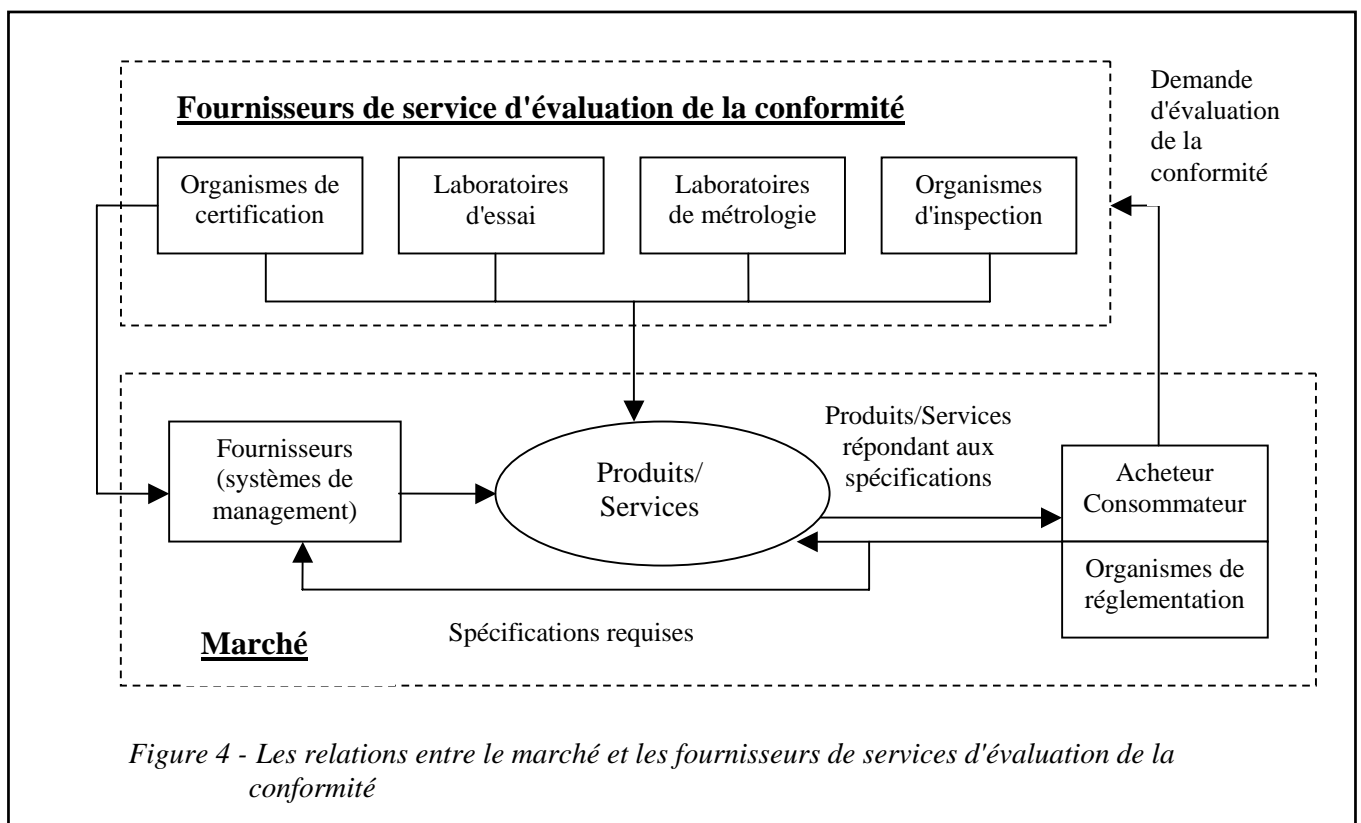 Fournisseurs de service d'évaluation de la conformité
Demande
d'évaluation
de la
conformité
Organismes de
certification
Laboratoires
d'essai
Laboratoires
de métrologie
Organismes
d'inspection
Fournisseurs
(systèmes de
management)
Produits/
Services
Produits/Services
répondant aux
spécifications
Acheteur
Consommateur
Organismes de
réglementation
Spécifications requises
Marché
Figure 4 - Les relations entre le marché et les fournisseurs de services d'évaluation de la
conformité